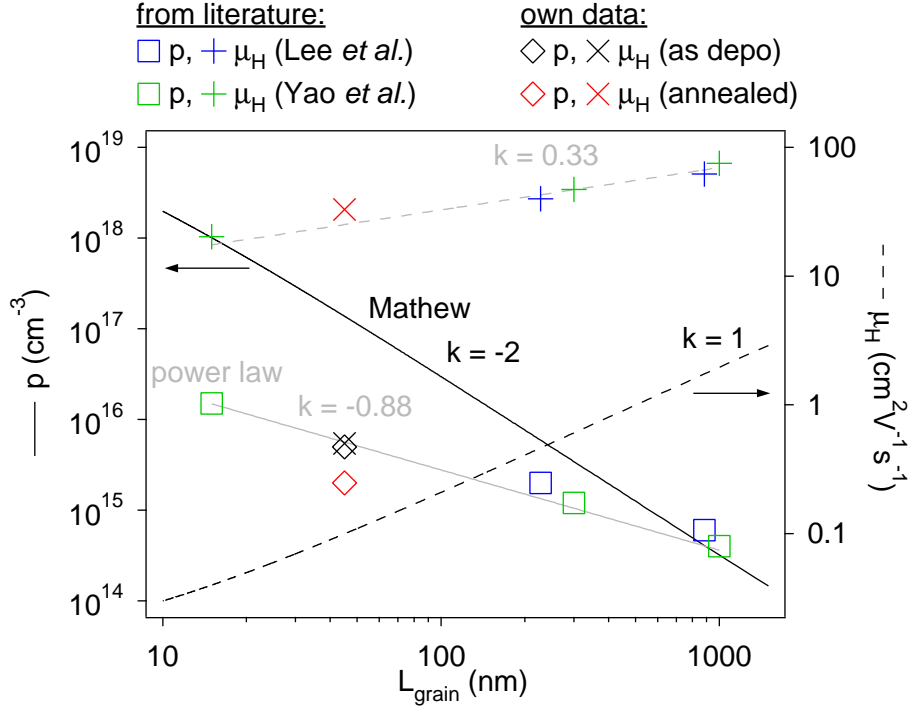 from literature: own data:
p, μH (Lee et al.) p, μH (as depo)
p, μH (Yao et al.) p, μH (annealed)
10^19
10^18
10^17
10^16
10^15
10^14
p (cm^-3)
k = 0.33
Mathew
k = -2
k = 1
power law
k = -0.88
100
10
1
0.1
μH (cm^2V^-1s^-1)
10 100 1000
Lgrain (nm)